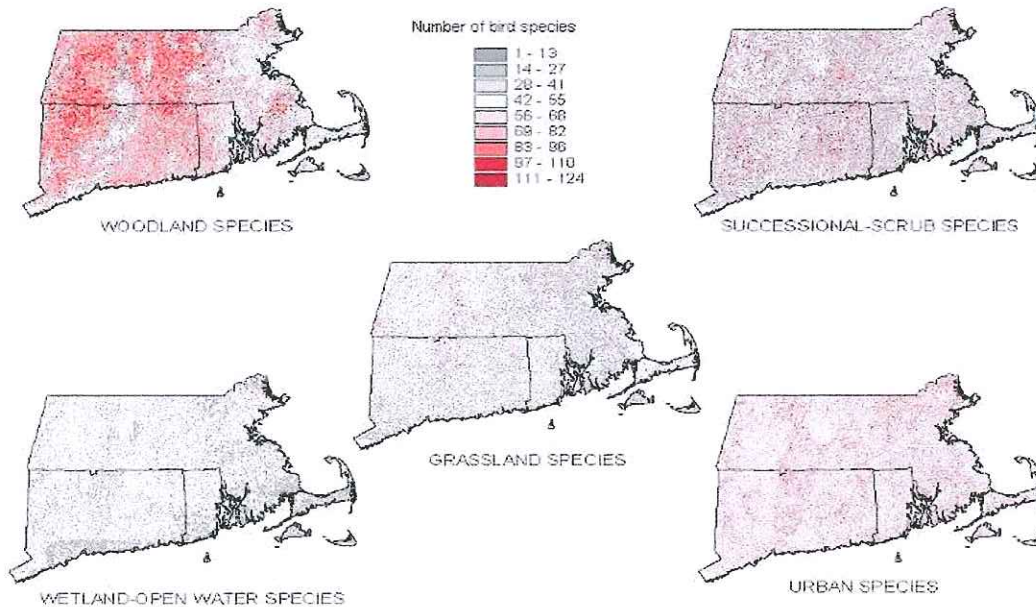 Number of bird species
1 - 13
14 - 27
28 - 41
42 - 55
56 - 68
69 - 82
83 - 96
97 - 110
111 - 124
WOODLAND SPECIES
SUCCESSIONAL-SCRUB SPECIES
GRASSLAND SPECIES
WETLAND-OPEN WATER SPECIES
URBAN SPECIES